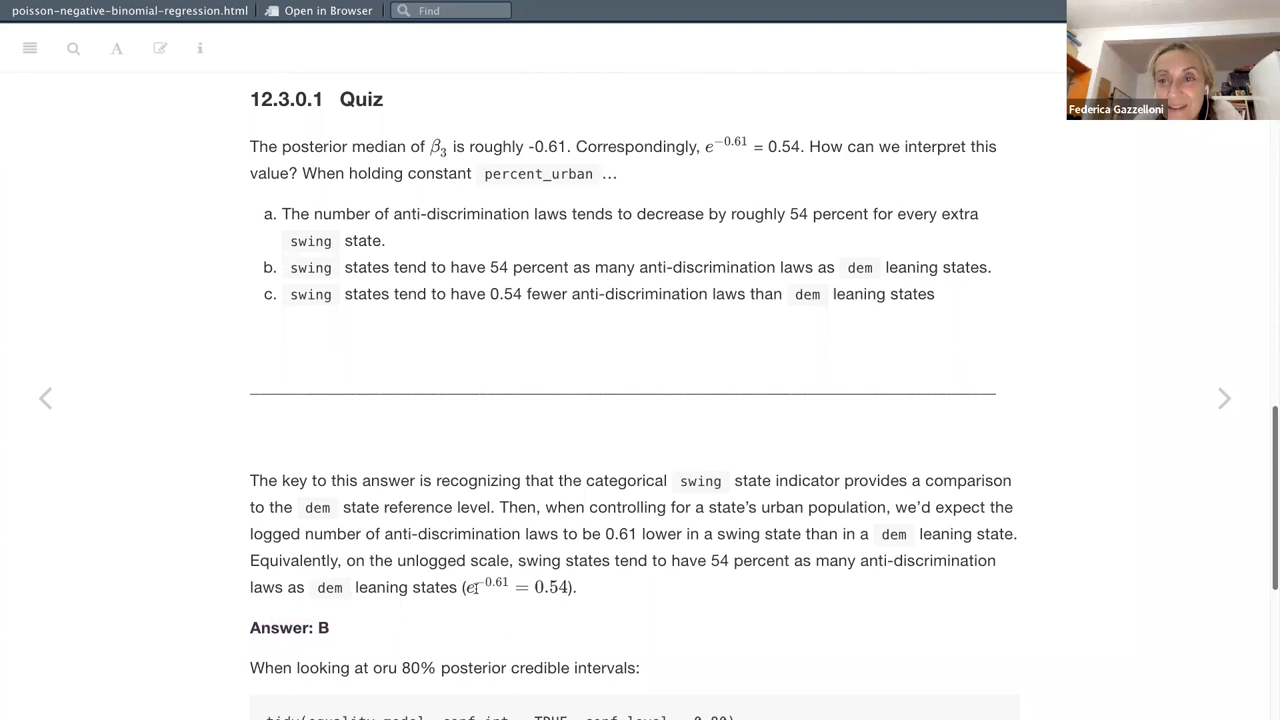 poisson-negative-binomial-regression.html Open in Browser Find
Federica Gazzelloni
12.3.0.1 Quiz
The posterior median of β3 is roughly -0.61. Correspondingly, e^−0.61 = 0.54. How can we interpret this
value? When holding constant percent_urban …
a. The number of anti-discrimination laws tends to decrease by roughly 54 percent for every extra
swing state.
b. swing states tend to have 54 percent as many anti-discrimination laws as dem leaning states.
c. swing states tend to have 0.54 fewer anti-discrimination laws than dem leaning states
The key to this answer is recognizing that the categorical swing state indicator provides a comparison
to the dem state reference level. Then, when controlling for a state's urban population, we'd expect the
logged number of anti-discrimination laws to be 0.61 lower in a swing state than in a dem leaning state.
Equivalently, on the unlogged scale, swing states tend to have 54 percent as many anti-discrimination
laws as dem leaning states (e^−0.61 = 0.54).
Answer: B
When looking at oru 80% posterior credible intervals: